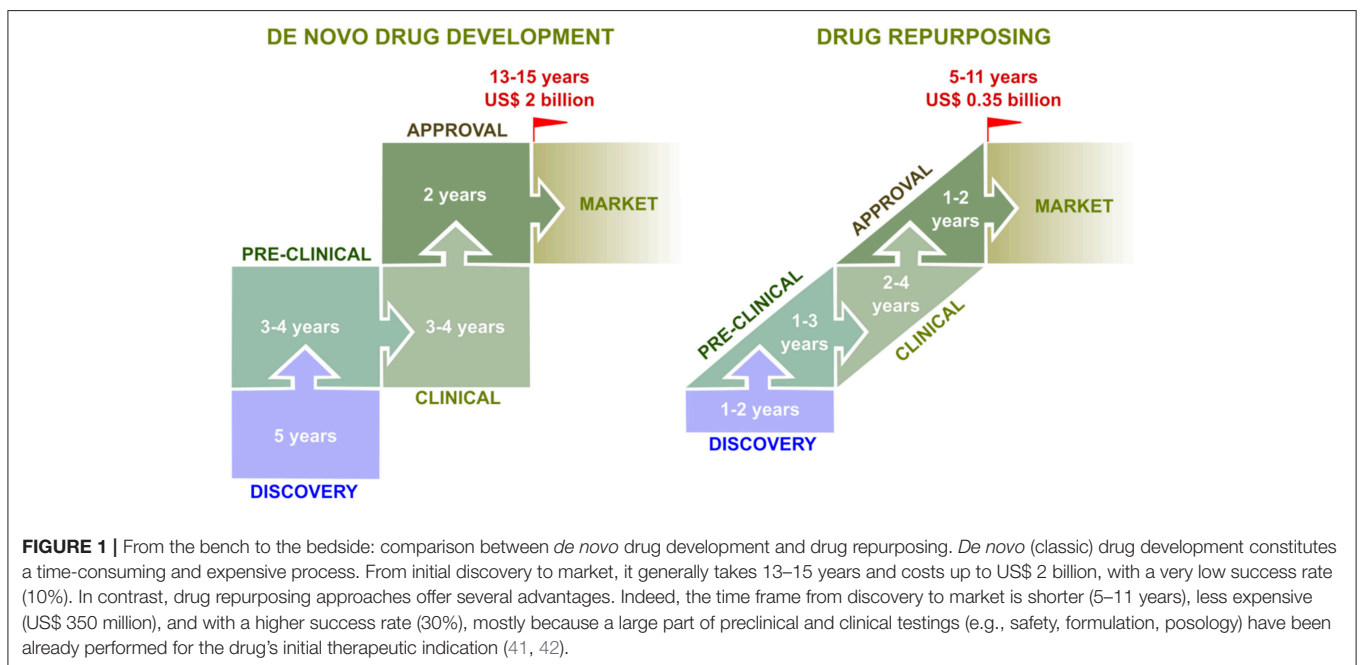 DE NOVO DRUG DEVELOPMENT
13-15 years
US$ 2 billion
APPROVAL
2 years
MARKET
PRE-CLINICAL
3-4 years
3-4 years
CLINICAL
5 years
DISCOVERY
DRUG REPURPOSING
5-11 years
US$ 0.35 billion
APPROVAL
1-2
years
MARKET
PRE-CLINICAL
1-3
years
2-4
years
CLINICAL
1-2 years
DISCOVERY
FIGURE 1 | From the bench to the bedside: comparison between de novo drug development and drug repurposing. De novo (classic) drug development constitutes
a time-consuming and expensive process. From initial discovery to market, it generally takes 13–15 years and costs up to US$ 2 billion, with a very low success rate
(10%). In contrast, drug repurposing approaches offer several advantages. Indeed, the time frame from discovery to market is shorter (5–11 years), less expensive
(US$ 350 million), and with a higher success rate (30%), mostly because a large part of preclinical and clinical testings (e.g., safety, formulation, posology) have been
already performed for the drug's initial therapeutic indication (41, 42).